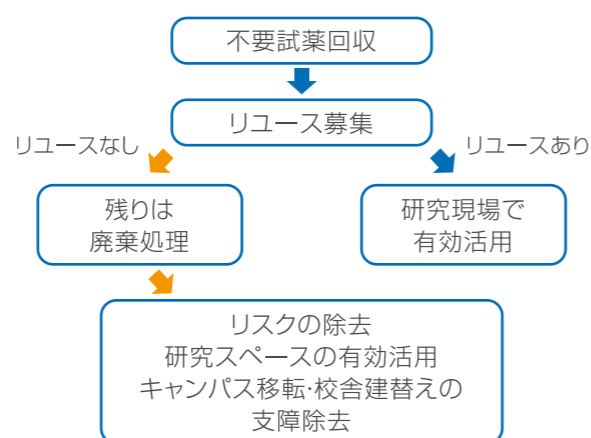 不要試薬回収
リユース募集
リユースなし
リユースあり
残りは
廃棄処理
研究現場で
有効活用
リスクの除去
研究スペースの有効活用
キャンパス移転・校舎建替えの
支障除去